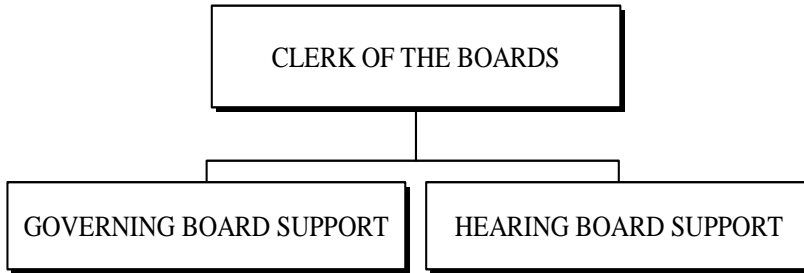 CLERK OF THE BOARDS
GOVERNING BOARD SUPPORT
HEARING BOARD SUPPORT